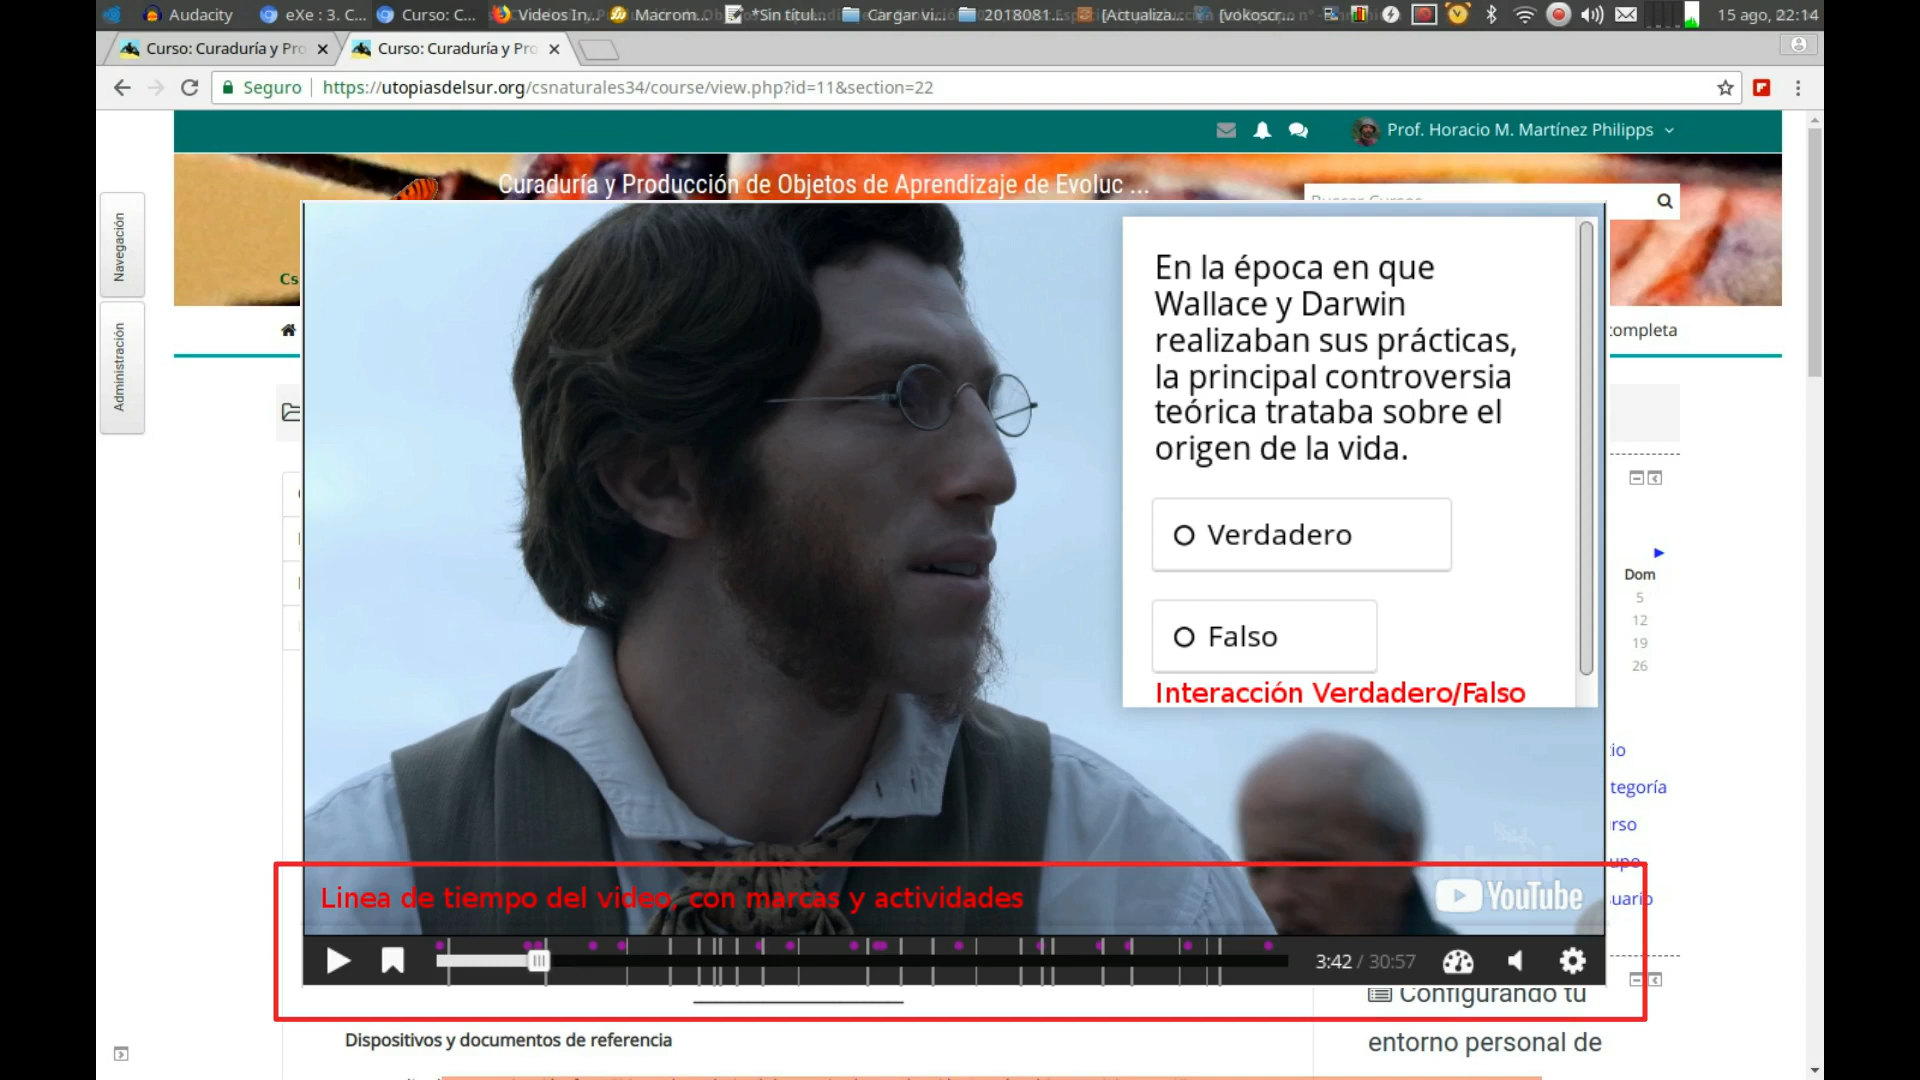 Audacity
eXe : 3. C...
Curso: C...
Videos In...
Macrom...
*Sin títul...
Cargar vi...
2018081...
[Actualiza...
[vokoscr...
15 ago, 22:14
Curso: Curaduría y Pro
Curso: Curaduría y Pro
Seguro
https://utopiasdelsur.org/csnaturales34/course/view.php?id=11&section=22
Prof. Horacio M. Martínez Philipps
Curaduría y Producción de Objetos de Aprendizaje de Evoluc ...
Buscar Cursos
Navegación
Cs
Administración
completa
En la época en que
Wallace y Darwin
realizaban sus prácticas,
la principal controversia
teórica trataba sobre el
origen de la vida.
Verdadero
Falso
Interacción Verdadero/Falso
Dom
5
12
19
26
io
tegoría
rso
upo
uario
Linea de tiempo del video, con marcas y actividades
YouTube
3:42 / 30:57
Configurando tu
entorno personal de
Dispositivos y documentos de referencia